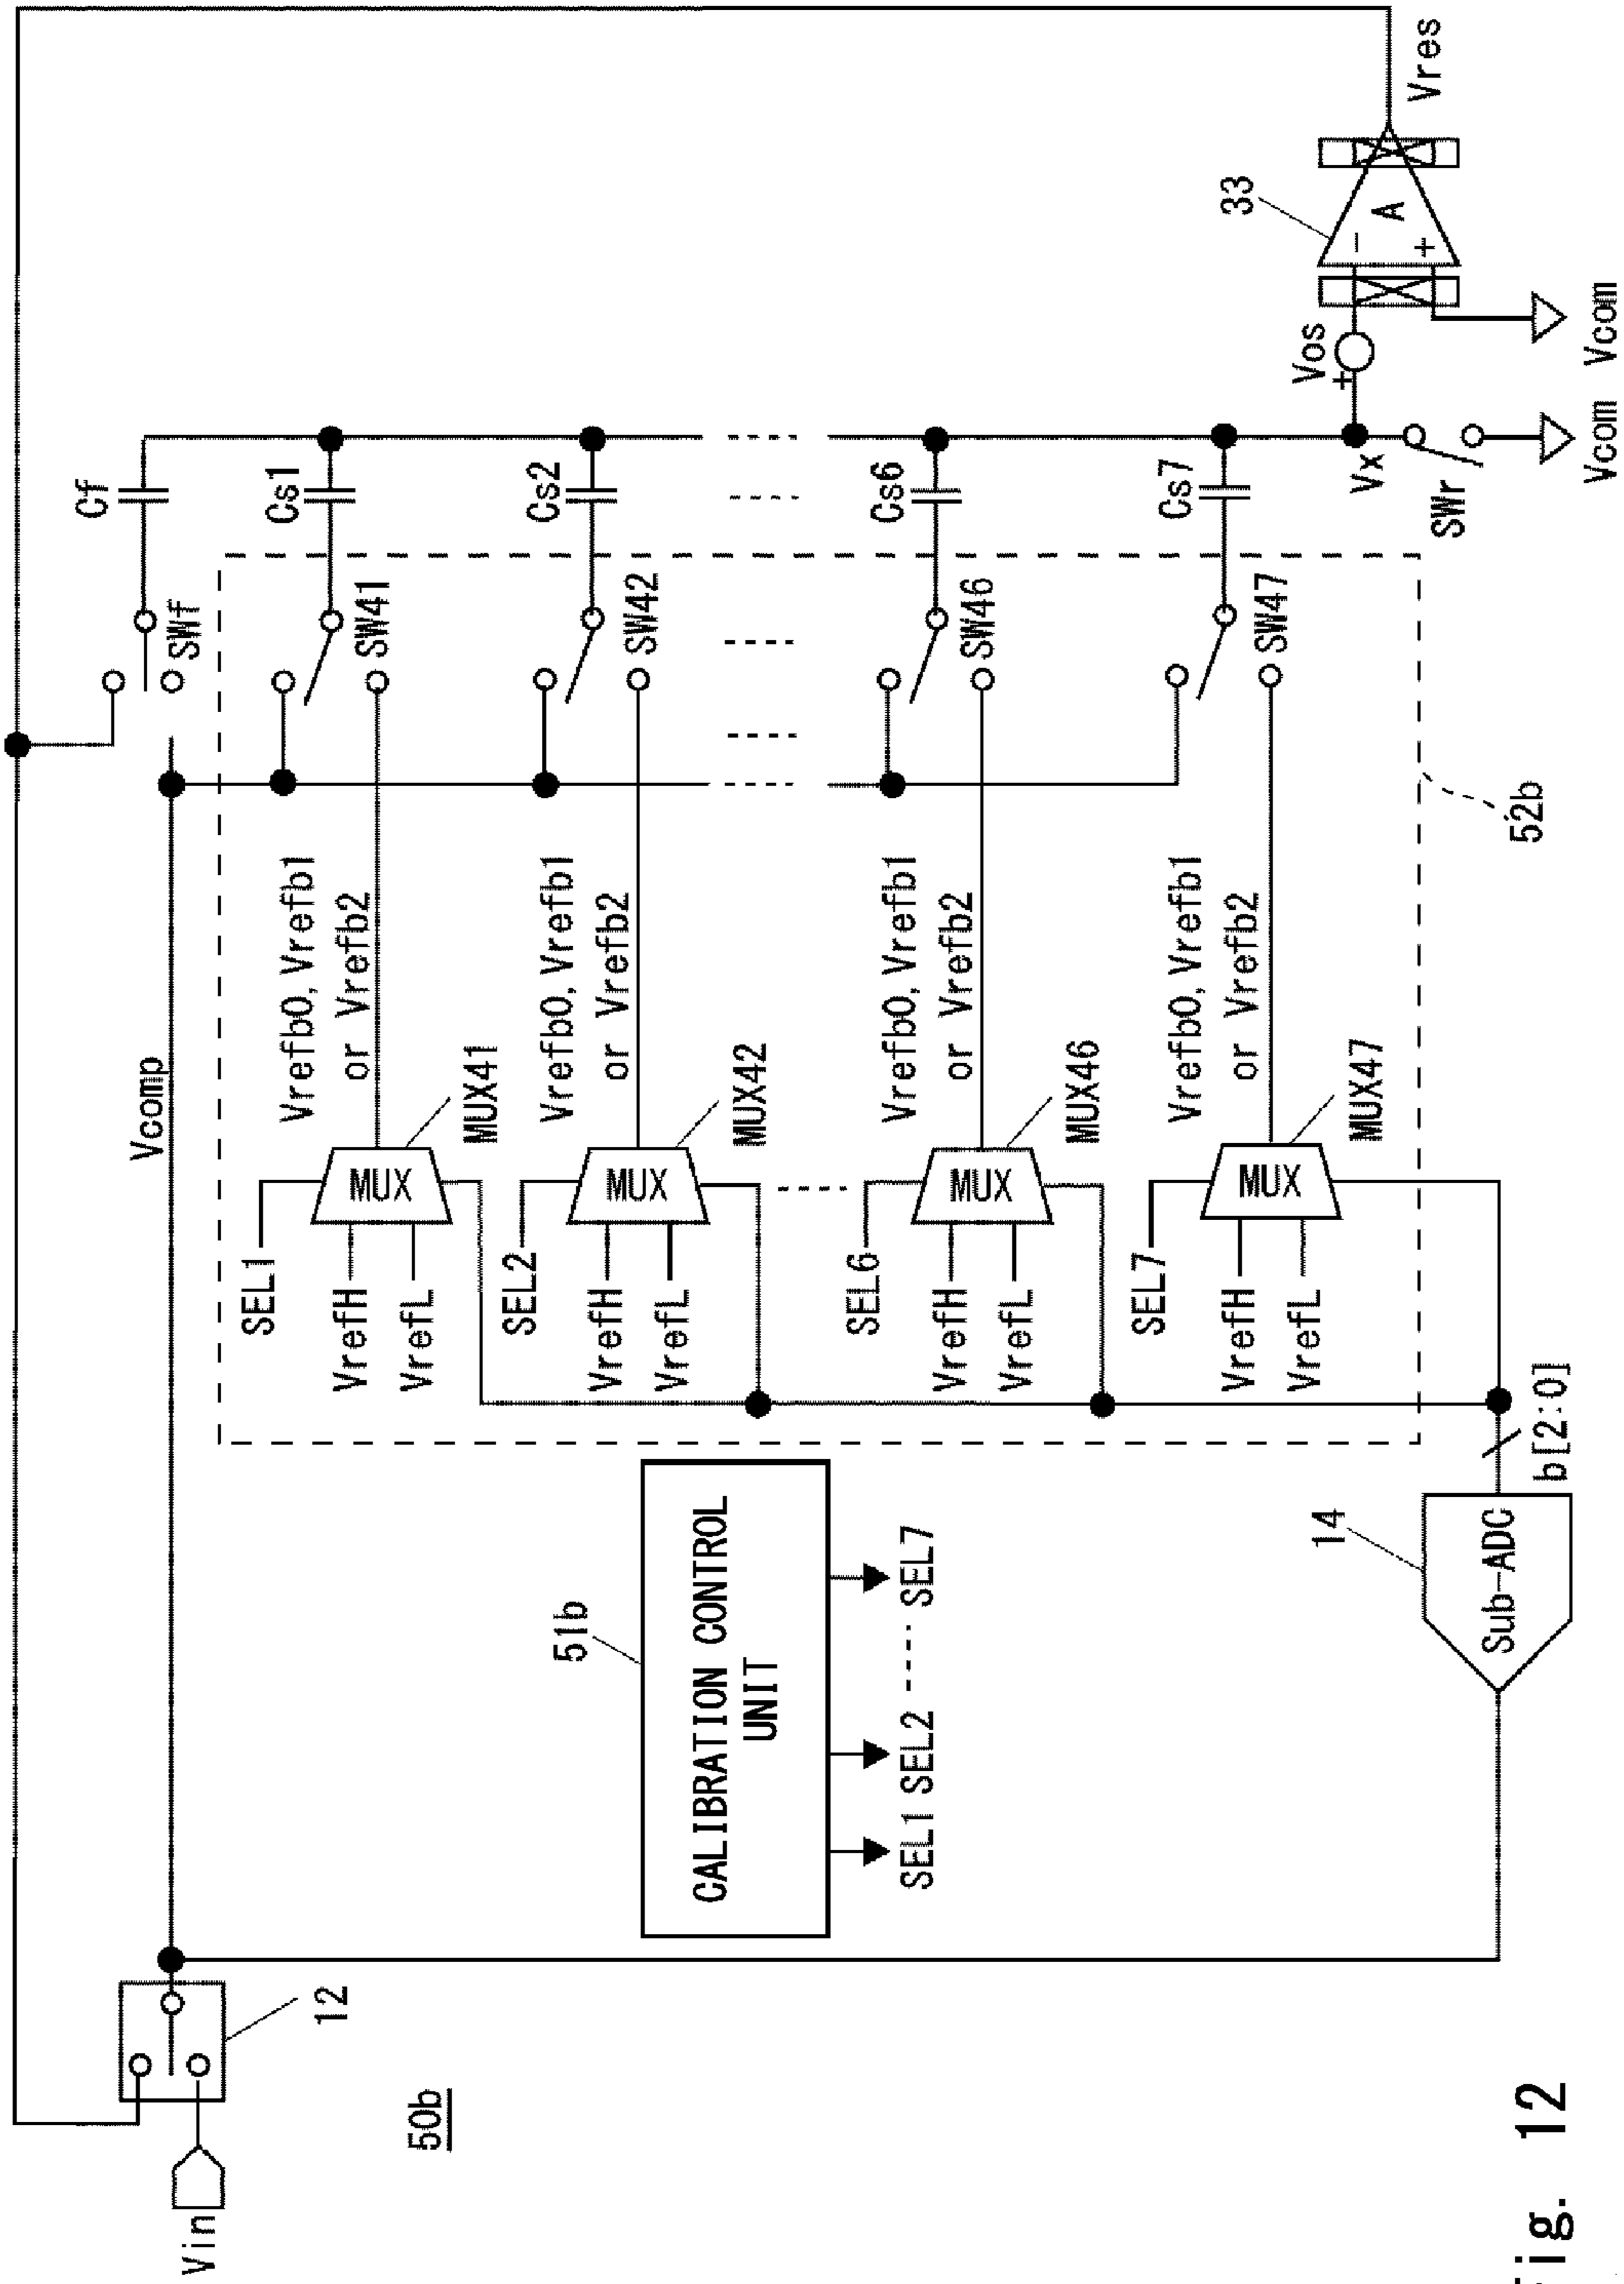 Vin
12
50b
Vcomp
Cf
SWf
SEL1
VrefH
VrefL
MUX
MUX41
Vrefb0, Vrefb1
or Vrefb2
SW41
Cs1
SEL2
VrefH
VrefL
MUX
MUX42
Vrefb0, Vrefb1
or Vrefb2
SW42
Cs2
51b
CALIBRATION CONTROL
UNIT
SEL1 SEL2 SEL7
SEL6
VrefH
VrefL
MUX
MUX46
Vrefb0, Vrefb1
or Vrefb2
SW46
Cs6
SEL7
VrefH
VrefL
MUX
MUX47
Vrefb0, Vrefb1
or Vrefb2
SW47
Cs7
52b
14
Sub-ADC
b[2:0]
Vos
+
Vx
SWr
Vcom
Vcom
33
A
-
+
Vres
Fig. 12